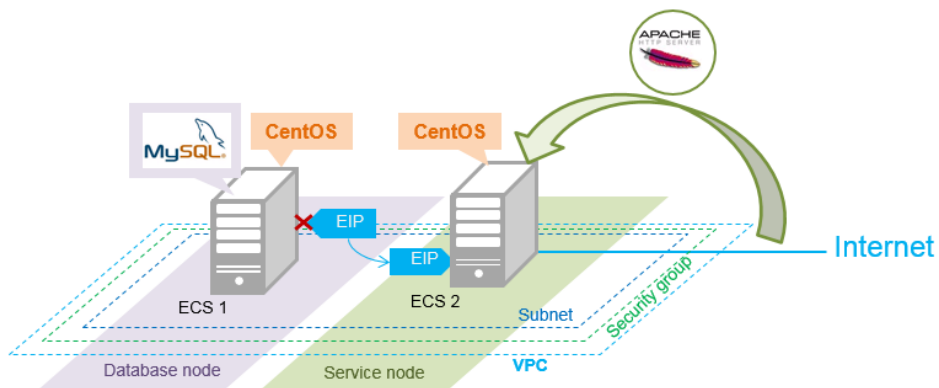 APACHE
HTTP SERVER
MySQL®
CentOS
CentOS
EIP
EIP
Internet
ECS 1
ECS 2
Subnet
Security group
VPC
Database node
Service node